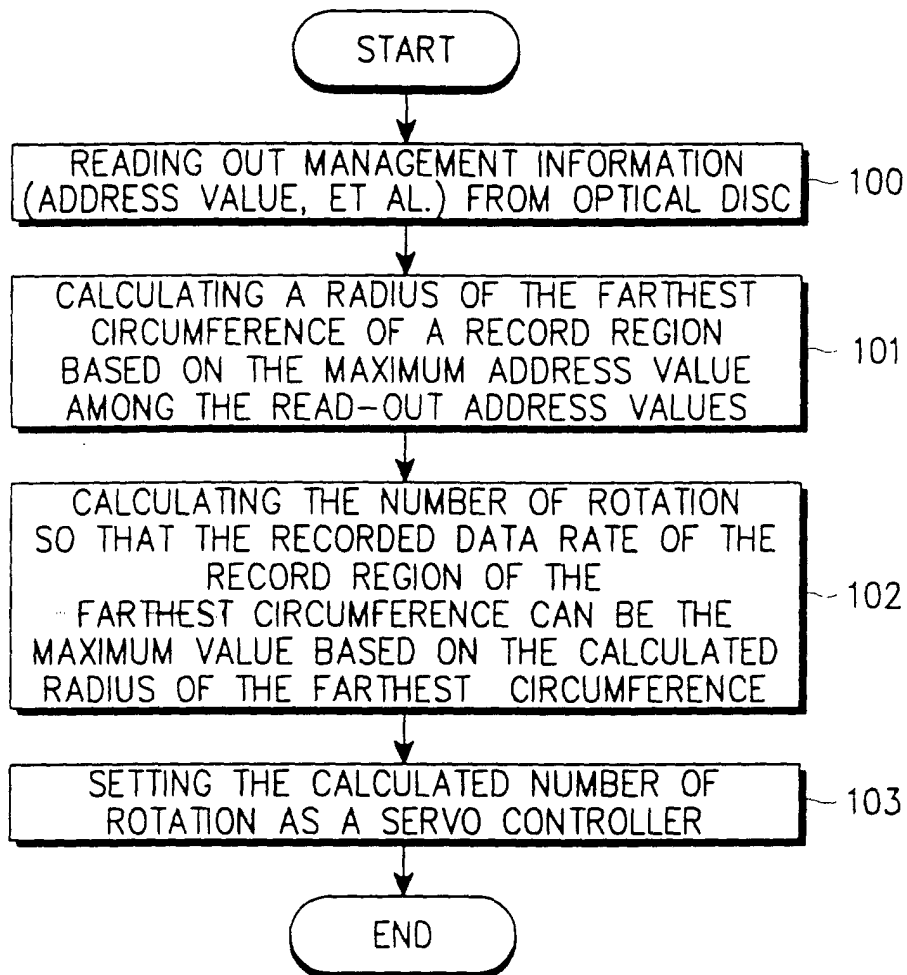 START
READING OUT MANAGEMENT INFORMATION
(ADDRESS VALUE, ET AL.) FROM OPTICAL DISC
100
CALCULATING A RADIUS OF THE FARTHEST
CIRCUMFERENCE OF A RECORD REGION
BASED ON THE MAXIMUM ADDRESS VALUE
AMONG THE READ-OUT ADDRESS VALUES
101
CALCULATING THE NUMBER OF ROTATION
SO THAT THE RECORDED DATA RATE OF THE
RECORD REGION OF THE
FARTHEST CIRCUMFERENCE CAN BE THE
MAXIMUM VALUE BASED ON THE CALCULATED
RADIUS OF THE FARTHEST CIRCUMFERENCE
102
SETTING THE CALCULATED NUMBER OF
ROTATION AS A SERVO CONTROLLER
103
END